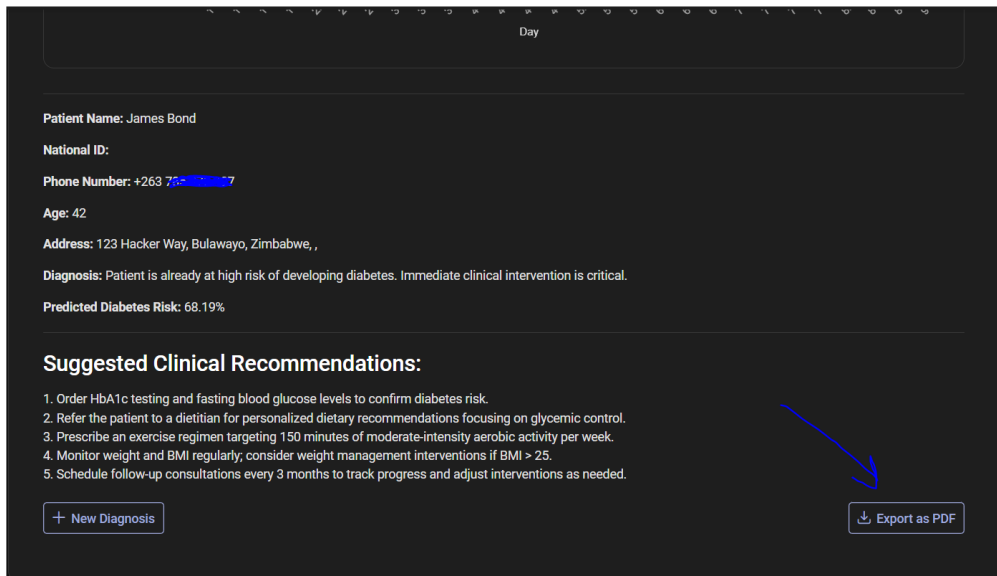 Day
Patient Name: James Bond
National ID:
Phone Number: +263 7
Age: 42
Address: 123 Hacker Way, Bulawayo, Zimbabwe, ,
Diagnosis: Patient is already at high risk of developing diabetes. Immediate clinical intervention is critical.
Predicted Diabetes Risk: 68.19%
Suggested Clinical Recommendations:
1. Order HbA1c testing and fasting blood glucose levels to confirm diabetes risk.
2. Refer the patient to a dietitian for personalized dietary recommendations focusing on glycemic control.
3. Prescribe an exercise regimen targeting 150 minutes of moderate-intensity aerobic activity per week.
4. Monitor weight and BMI regularly; consider weight management interventions if BMI > 25.
5. Schedule follow-up consultations every 3 months to track progress and adjust interventions as needed.
+ New Diagnosis
Export as PDF